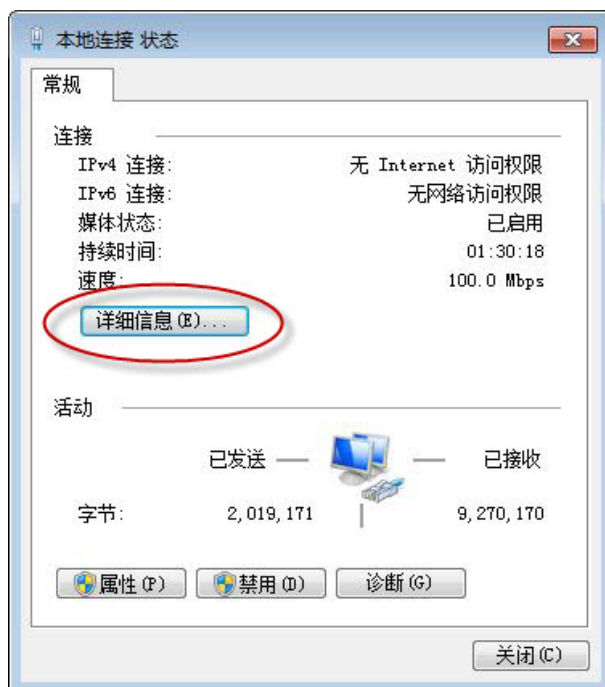 本地连接 状态
常规
连接
IPv4 连接: 无 Internet 访问权限
IPv6 连接: 无网络访问权限
媒体状态: 已启用
持续时间: 01:30:18
速度: 100.0 Mbps
详细信息(E)...
活动
已发送 — — 已接收
字节: 2,019,171 | 9,270,170
属性(P) 禁用(D) 诊断(G)
关闭(C)